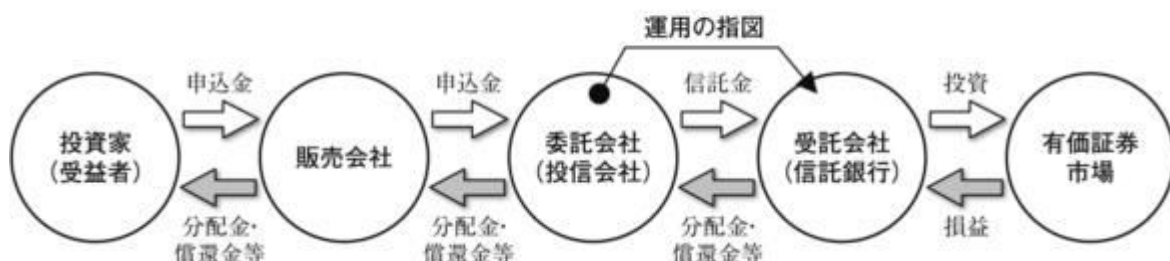 運用の指図
申込金
申込金
信託金
投資
投資家
(受益者)
販売会社
委託会社
(投信会社)
受託会社
(信託銀行)
有価証券
市場
分配金・
償還金等
分配金・
償還金等
分配金・
償還金等
損益